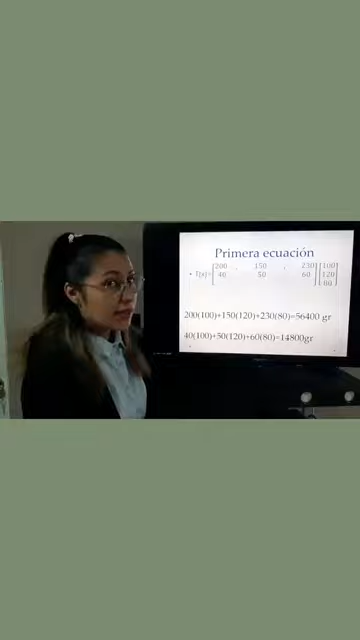 Primera ecuación
• T[x]=[200 , 150 , 230][100]
[40 50 60][120]
[80]
200(100)+150(120)+230(80)=56400 gr
40(100)+50(120)+60(80)=14800gr